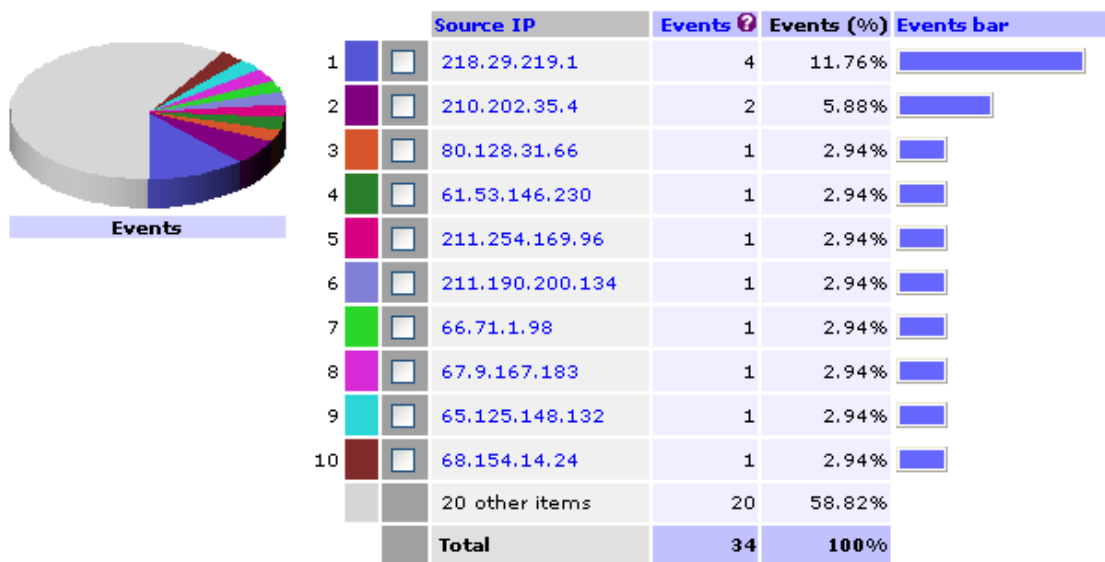 Source IP Events ? Events (%) Events bar
1 218.29.219.1 4 11.76%
2 210.202.35.4 2 5.88%
3 80.128.31.66 1 2.94%
4 61.53.146.230 1 2.94%
5 211.254.169.96 1 2.94%
6 211.190.200.134 1 2.94%
7 66.71.1.98 1 2.94%
8 67.9.167.183 1 2.94%
9 65.125.148.132 1 2.94%
10 68.154.14.24 1 2.94%
20 other items 20 58.82%
Total 34 100%
Events